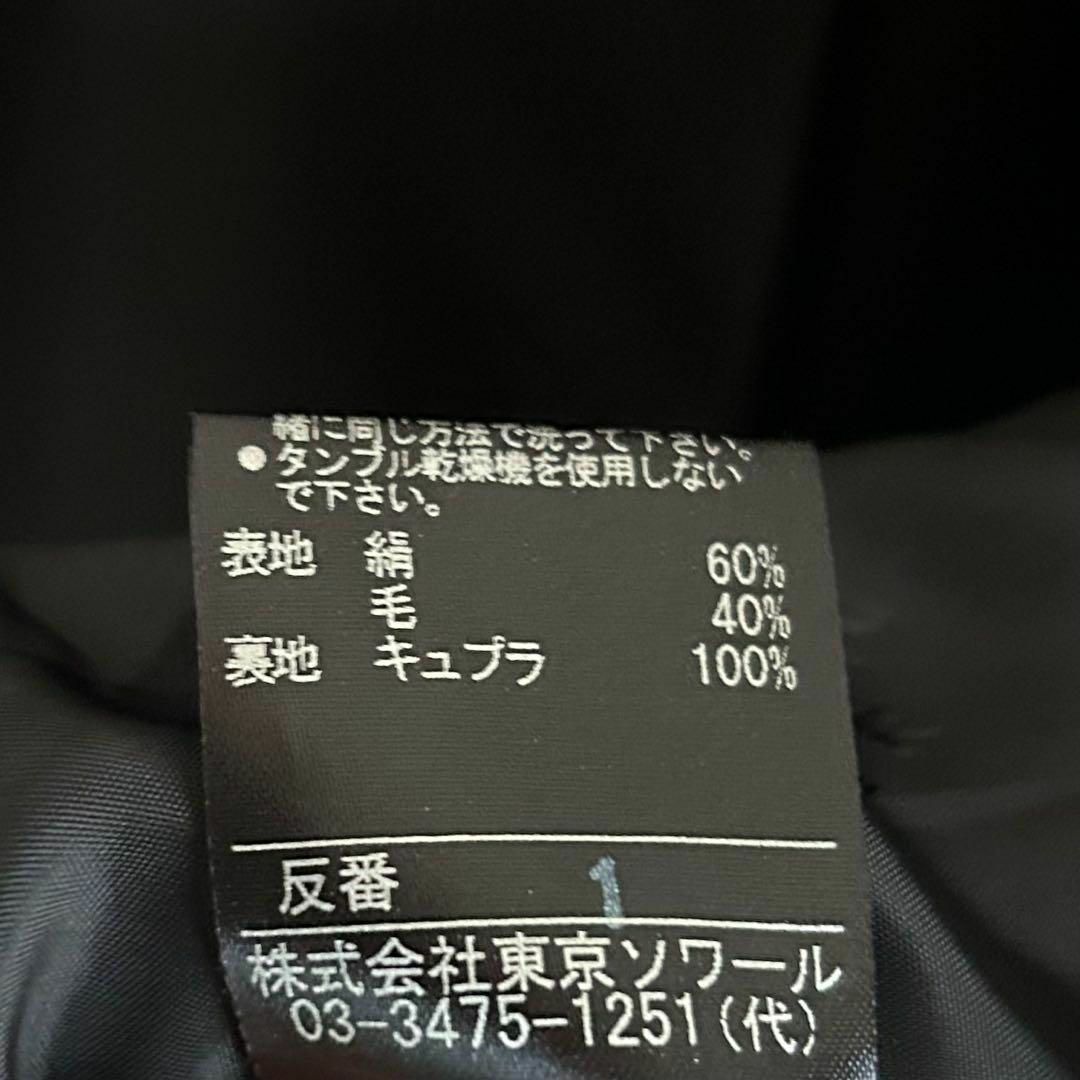 緒に同じ方法で洗って下さい。
●タンブル乾燥機を使用しない
で下さい。
表地 絹 60%
毛 40%
裏地 キュプラ 100%
反番 1
株式会社東京ソワール
03-3475-1251(代)